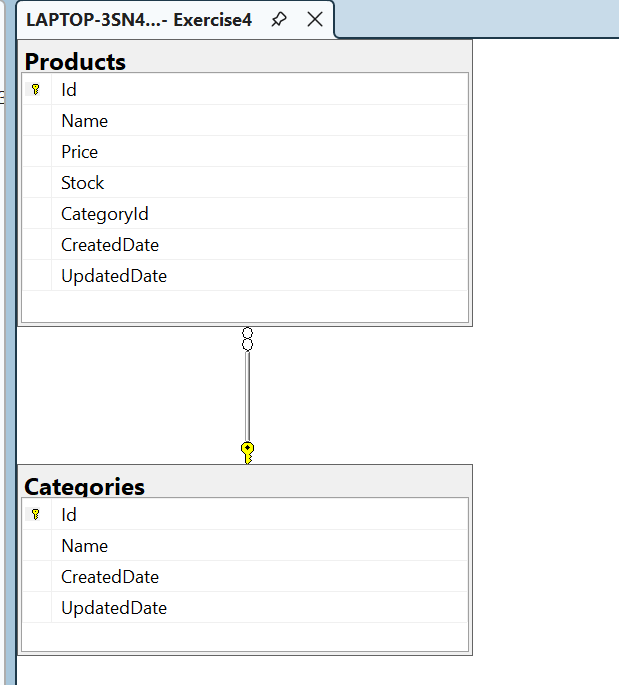 LAPTOP-3SN4...- Exercise4
Products
Id
Name
Price
Stock
CategoryId
CreatedDate
UpdatedDate
Categories
Id
Name
CreatedDate
UpdatedDate